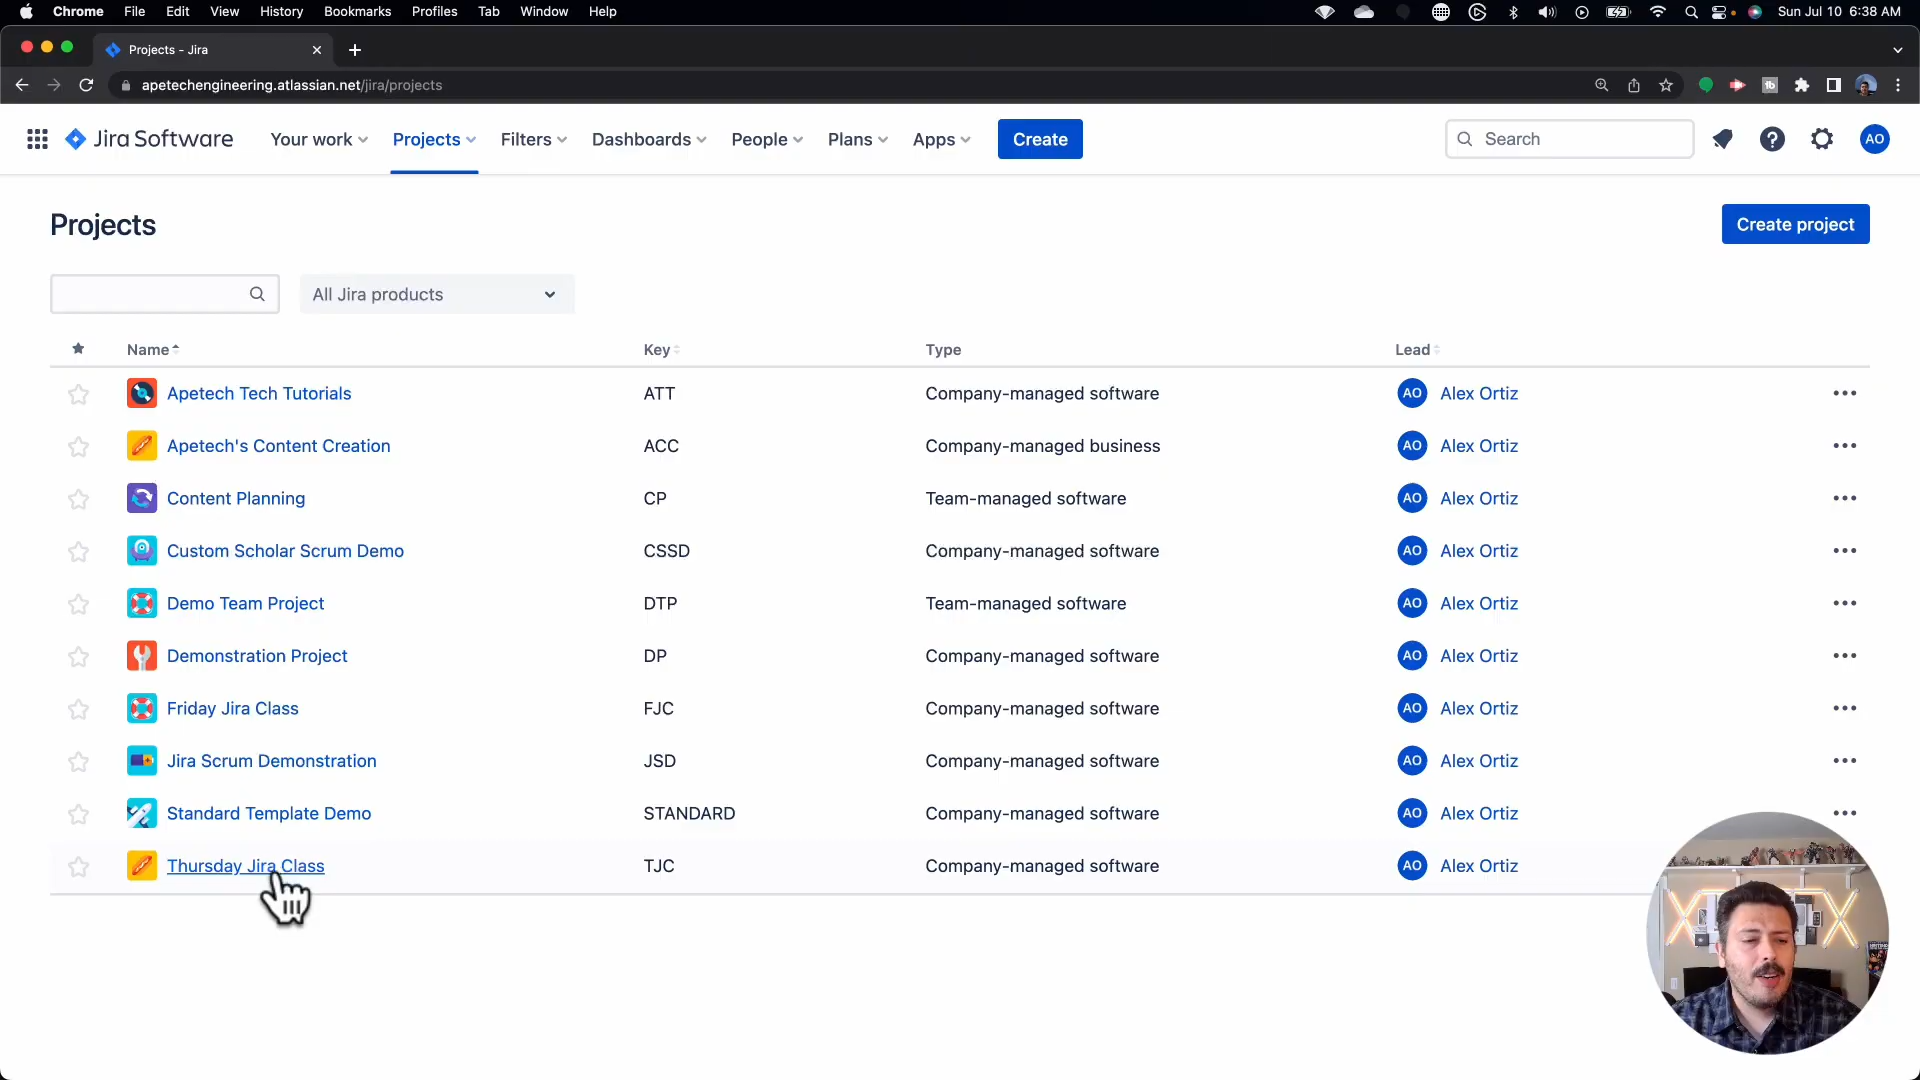 Chrome File Edit View History Bookmarks Profiles Tab Window Help Sun Jul 10 6:38 AM
Projects - Jira
apetechengineering.atlassian.net/jira/projects
Jira Software Your work Projects Filters Dashboards People Plans Apps Create Search AO
Projects Create project
All Jira products
Name Key Type Lead
Apetech Tech Tutorials ATT Company-managed software AO Alex Ortiz
Apetech's Content Creation ACC Company-managed business AO Alex Ortiz
Content Planning CP Team-managed software AO Alex Ortiz
Custom Scholar Scrum Demo CSSD Company-managed software AO Alex Ortiz
Demo Team Project DTP Team-managed software AO Alex Ortiz
Demonstration Project DP Company-managed software AO Alex Ortiz
Friday Jira Class FJC Company-managed software AO Alex Ortiz
Jira Scrum Demonstration JSD Company-managed software AO Alex Ortiz
Standard Template Demo STANDARD Company-managed software AO Alex Ortiz
Thursday Jira Class TJC Company-managed software AO Alex Ortiz